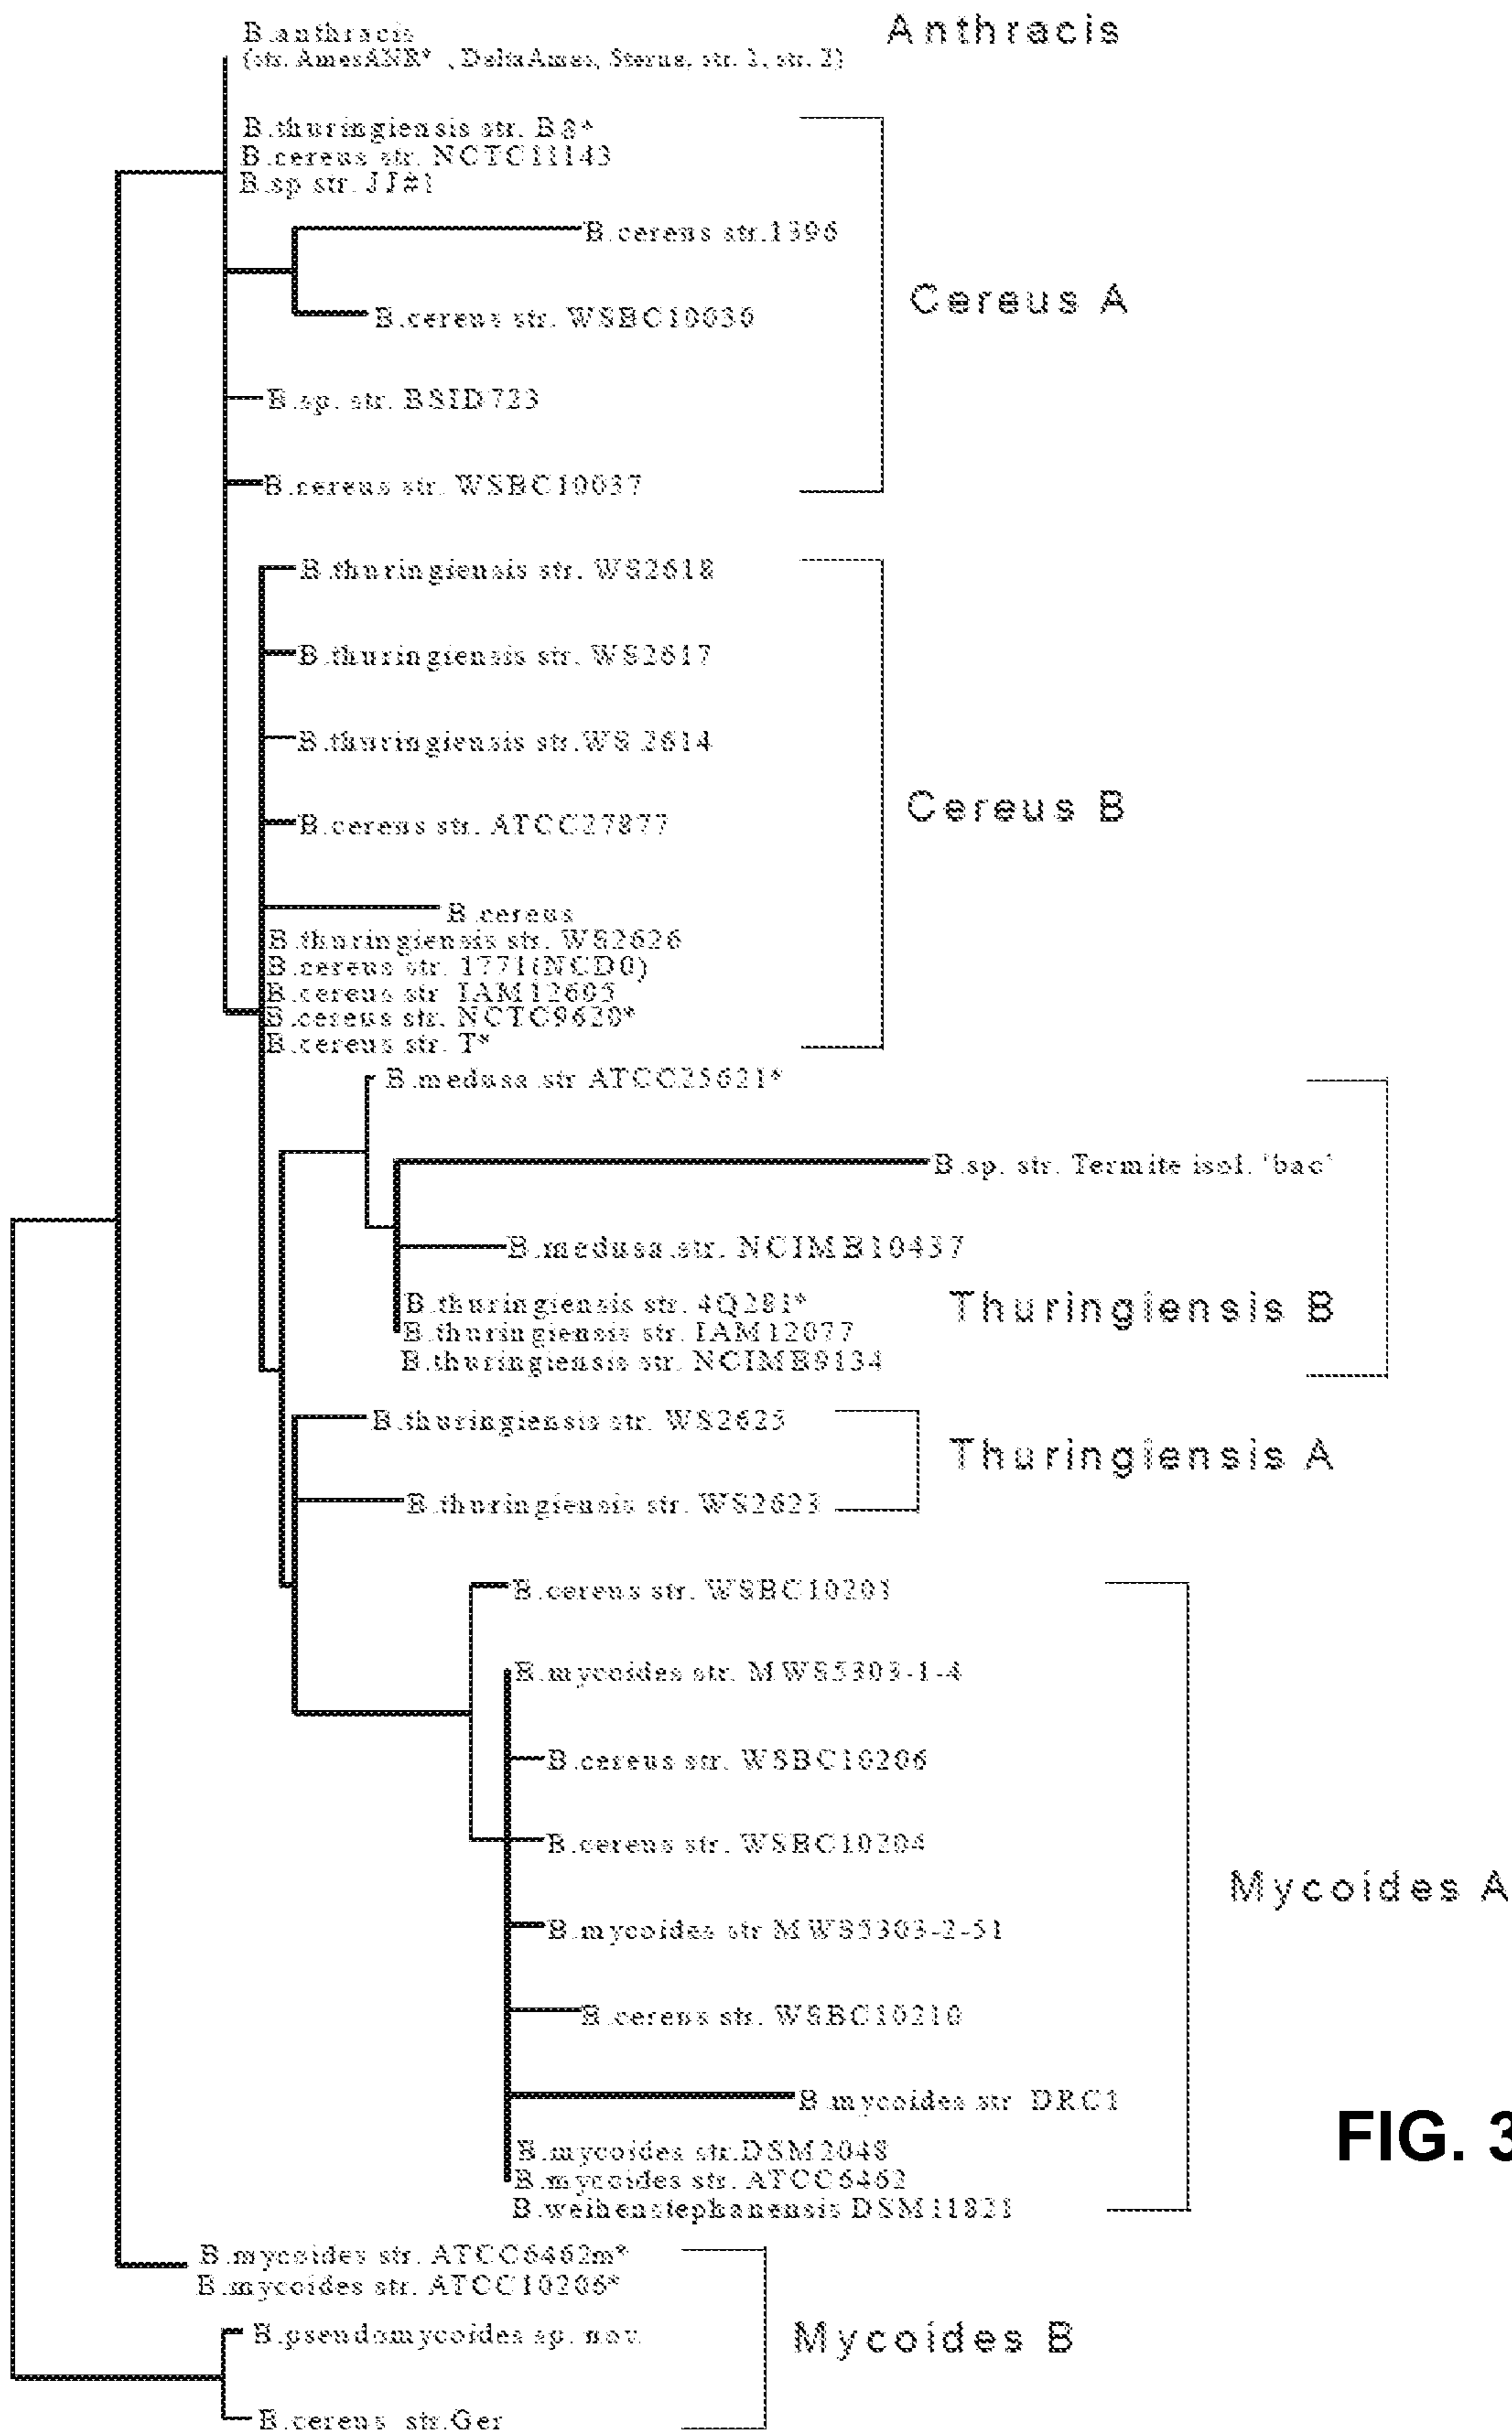 B.anthracis
(str. AmesANR*, DeltaAmes, Sterne, str. 1, str. 2)
Anthracis
B.thuringiensis str. B8*
B.cereus str. NCTC11143
B.sp str. JJ#1
B.cereus str.1396
Cereus A
B.cereus str. WSBC10030
B.sp. str. BSID723
B.cereus str. WSBC10037
B.thuringiensis str. WS2618
B.thuringiensis str. WS2617
B.thuringiensis str.WS 2614
Cereus B
B.cereus str. ATCC27877
B.cereus
B.thuringiensis str. WS2626
B.cereus str. 1771(NCD0)
B.cereus str IAM12605
B.cereus str. NCTC9620*
B.cereus str. T*
B.medusa str ATCC25621*
B.sp. str. Termite isol. 'bac'
B.medusa.str. NCIMB10437
B.thuringiensis str. 4Q281*
Thuringiensis B
B.thuringiensis str. IAM12077
B.thuringiensis str. NCIMB9134
B.thuringiensis str. WS2625
Thuringiensis A
B.thuringiensis str. WS2623
B.cereus str. WSBC10201
B.mycoides str. MWS5303-1-4
B.cereus str. WSBC10206
B.cereus str. WSBC10204
Mycoides A
B.mycoides str MWS5303-2-51
B.cereus str. WSBC10210
B.mycoides str DRC1
FIG. 3
B.mycoides str.DSM2048
B.mycoides str. ATCC6462
B.weihenstephanensis DSM11821
B.mycoides str. ATCC6462m*
B.mycoides str. ATCC10206*
B.pseudomycoides sp. nov.
Mycoides B
B.cereus str.Ger